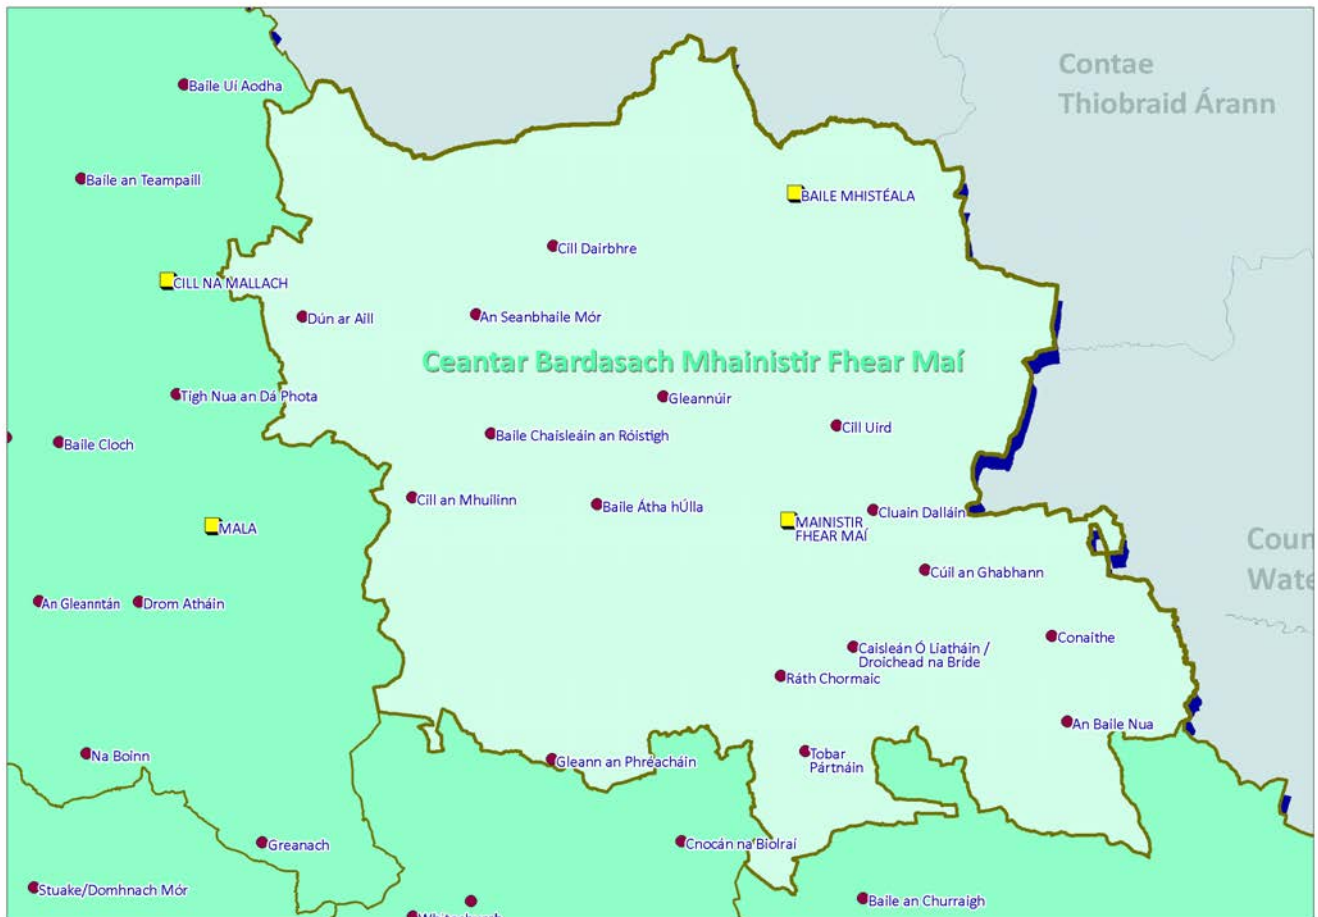 Contae
Thiobraid Árann
Baile Uí Aodha
Baile an Teampaill
BAILE MHISTÉALA
Cill Dairbhre
CILL NA MALLACH
Dún ar Aill
An Seanbhaile Mór
Ceantar Bardasach Mhainistir Fhear Maí
Tigh Nua an Dá Phota
Gleannúir
Cill Uird
Baile Chaisleáin an Róistigh
Baile Cloch
Cill an Mhuilinn
Baile Átha hÚlla
Cluain Dalláin
MALA
MAINISTIR
FHEAR MAÍ
Coun
Wate
Cúil an Ghabhann
An Gleanntán
Drom Atháin
Conaithe
Caisleán Ó Liatháin /
Droichead na Bríde
Ráth Chormaic
An Baile Nua
Na Boinn
Gleann an Phréacháin
Tobar
Pártnáin
Greanach
Cnocán na Biolraí
Stuake/Domhnach Mór
Baile an Churraigh